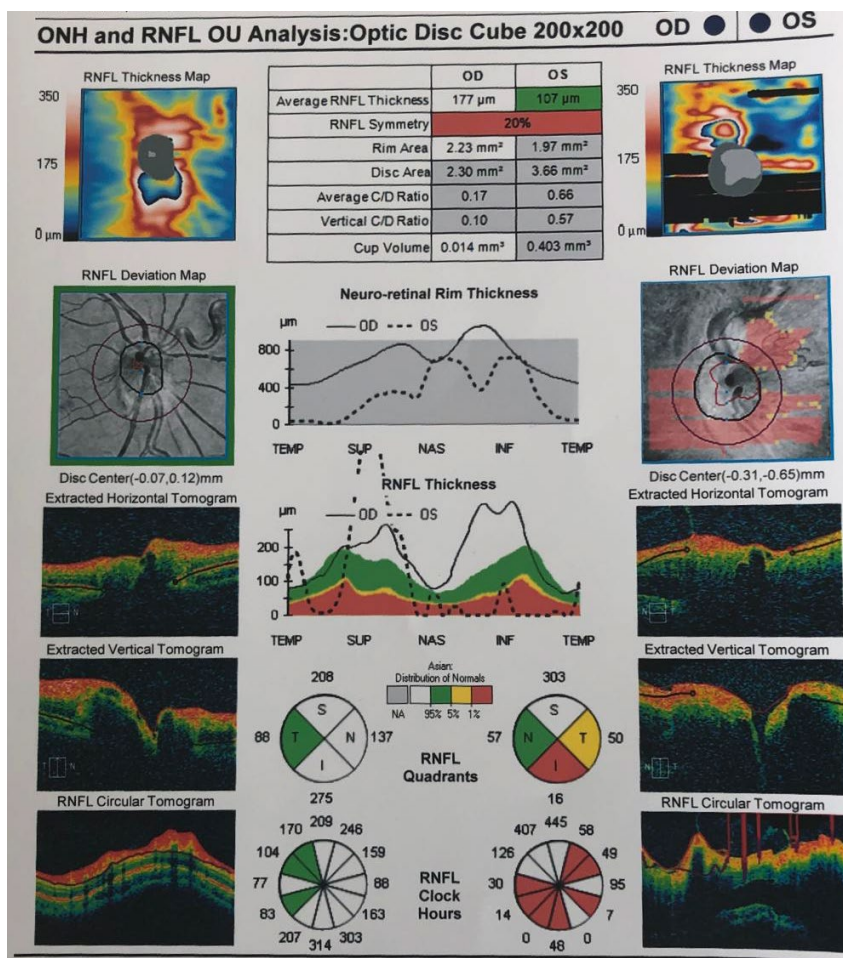 ONH and RNFL OU Analysis:Optic Disc Cube 200x200 OD OS
RNFL Thickness Map
350
175
0 µm
OD OS
Average RNFL Thickness 177 µm 107 µm
RNFL Symmetry 20%
Rim Area 2.23 mm² 1.97 mm²
Disc Area 2.30 mm² 3.66 mm²
Average C/D Ratio 0.17 0.66
Vertical C/D Ratio 0.10 0.57
Cup Volume 0.014 mm³ 0.403 mm³
RNFL Thickness Map
350
175
0 µm
RNFL Deviation Map
Disc Center(-0.07,0.12)mm
Neuro-retinal Rim Thickness
µm OD OS
800
400
0
TEMP SUP NAS INF TEMP
RNFL Deviation Map
Disc Center(-0.31,-0.65)mm
Extracted Horizontal Tomogram
T N
RNFL Thickness
µm OD OS
200
100
0
TEMP SUP NAS INF TEMP
Extracted Horizontal Tomogram
T N
Extracted Vertical Tomogram
T N
Asian:
Distribution of Normals
NA 95% 5% 1%
208
S
88 T N 137
I
275
RNFL
Quadrants
303
S
57 N T 50
I
16
Extracted Vertical Tomogram
N T
RNFL Circular Tomogram
209
170 246
104 159
77 88
83 163
207 303
314
RNFL
Clock
Hours
445
407 58
126 49
30 95
14 7
0 0
48
RNFL Circular Tomogram